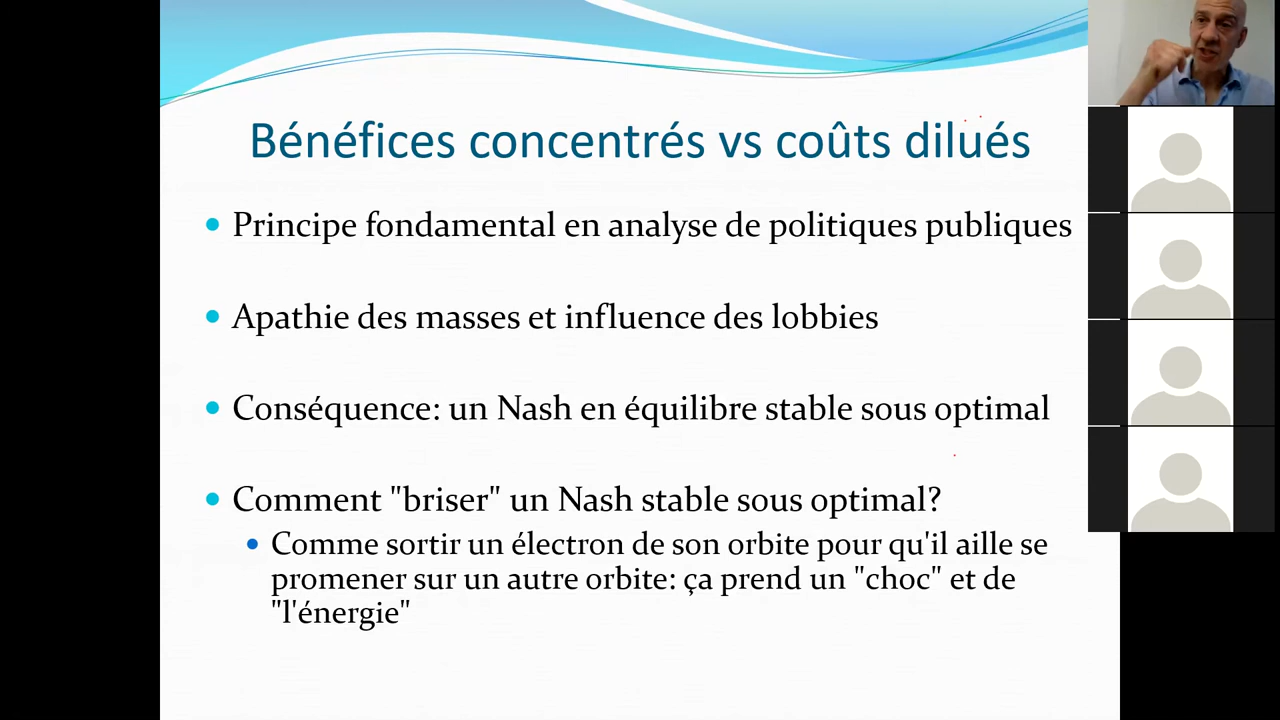 Bénéfices concentrés vs coûts dilués
Principe fondamental en analyse de politiques publiques
Apathie des masses et influence des lobbies
Conséquence: un Nash en équilibre stable sous optimal
Comment "briser" un Nash stable sous optimal?
Comme sortir un électron de son orbite pour qu'il aille se
promener sur un autre orbite: ça prend un "choc" et de
"l'énergie"